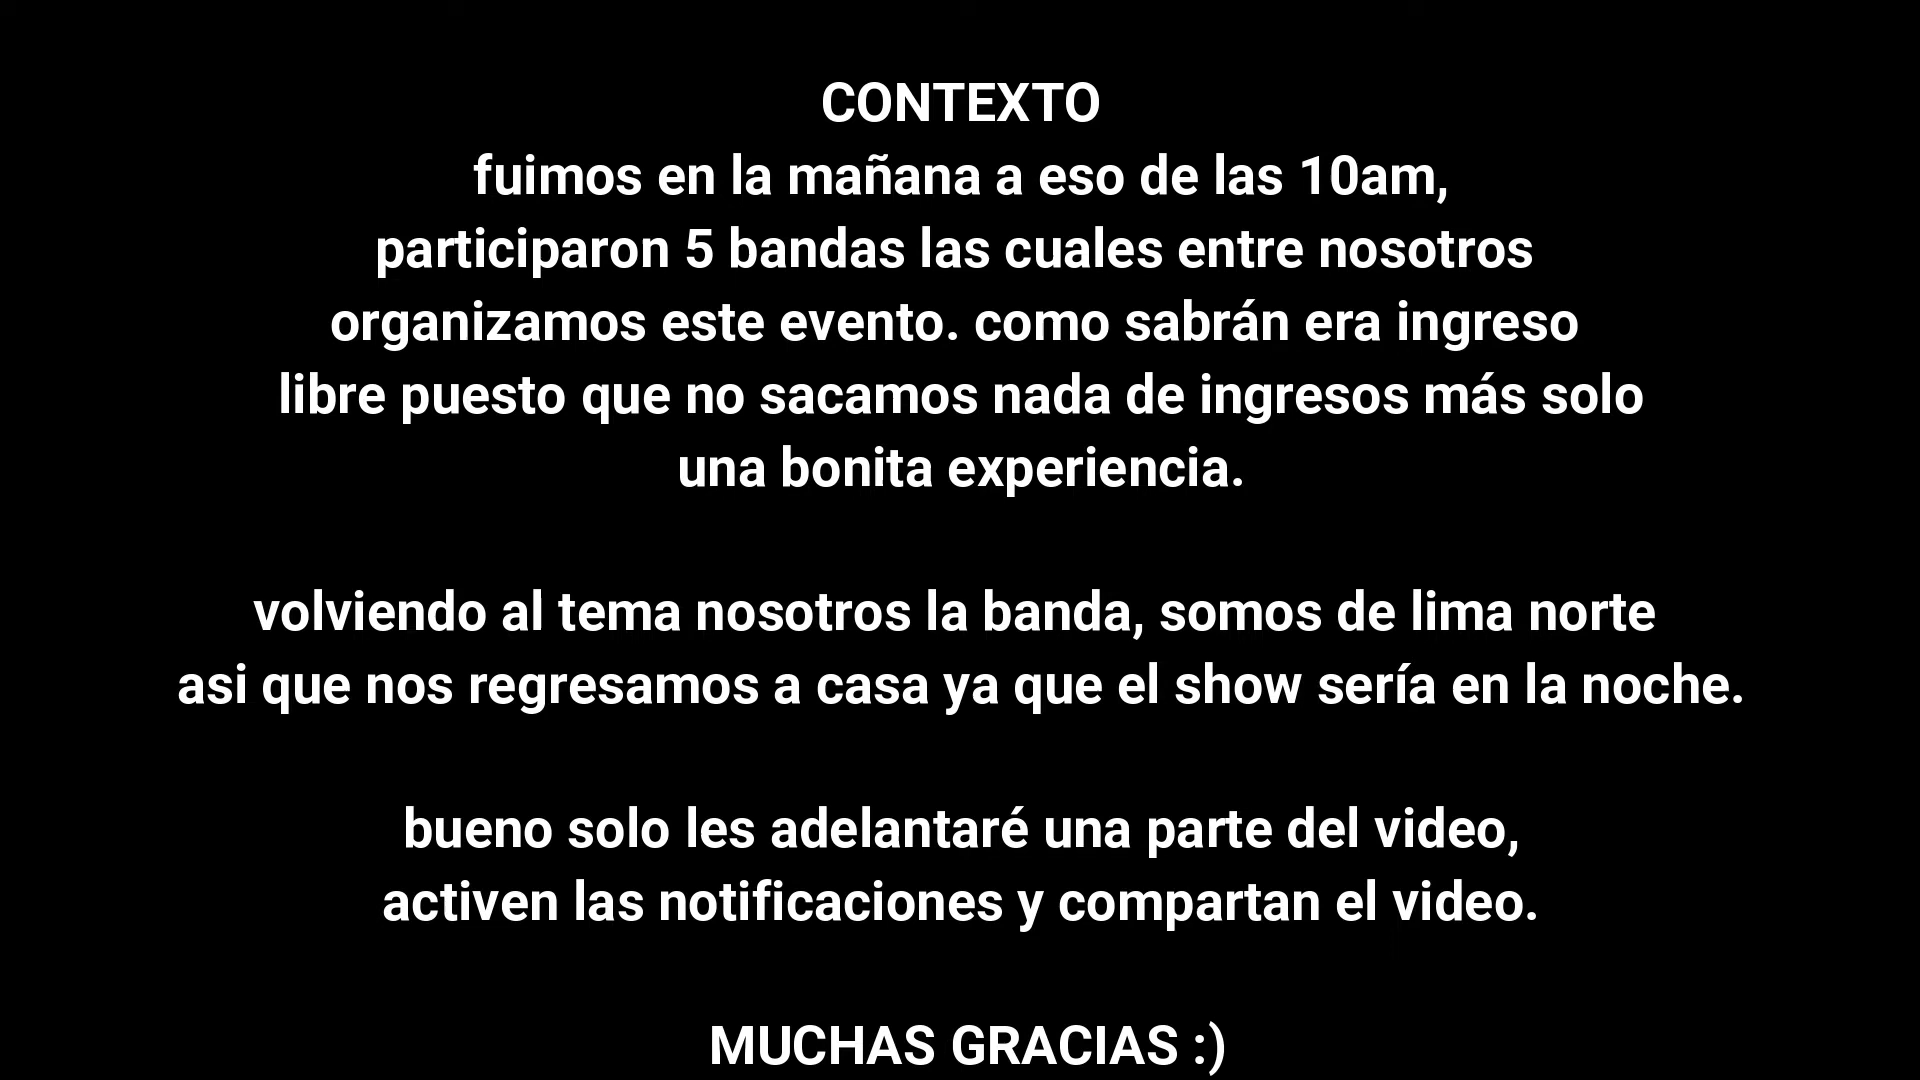 CONTEXTO
fuimos en la mañana a eso de las 10am,
participaron 5 bandas las cuales entre nosotros
organizamos este evento. como sabrán era ingreso
libre puesto que no sacamos nada de ingresos más solo
una bonita experiencia.
volviendo al tema nosotros la banda, somos de lima norte
asi que nos regresamos a casa ya que el show sería en la noche.
bueno solo les adelantaré una parte del video,
activen las notificaciones y compartan el video.
MUCHAS GRACIAS :)